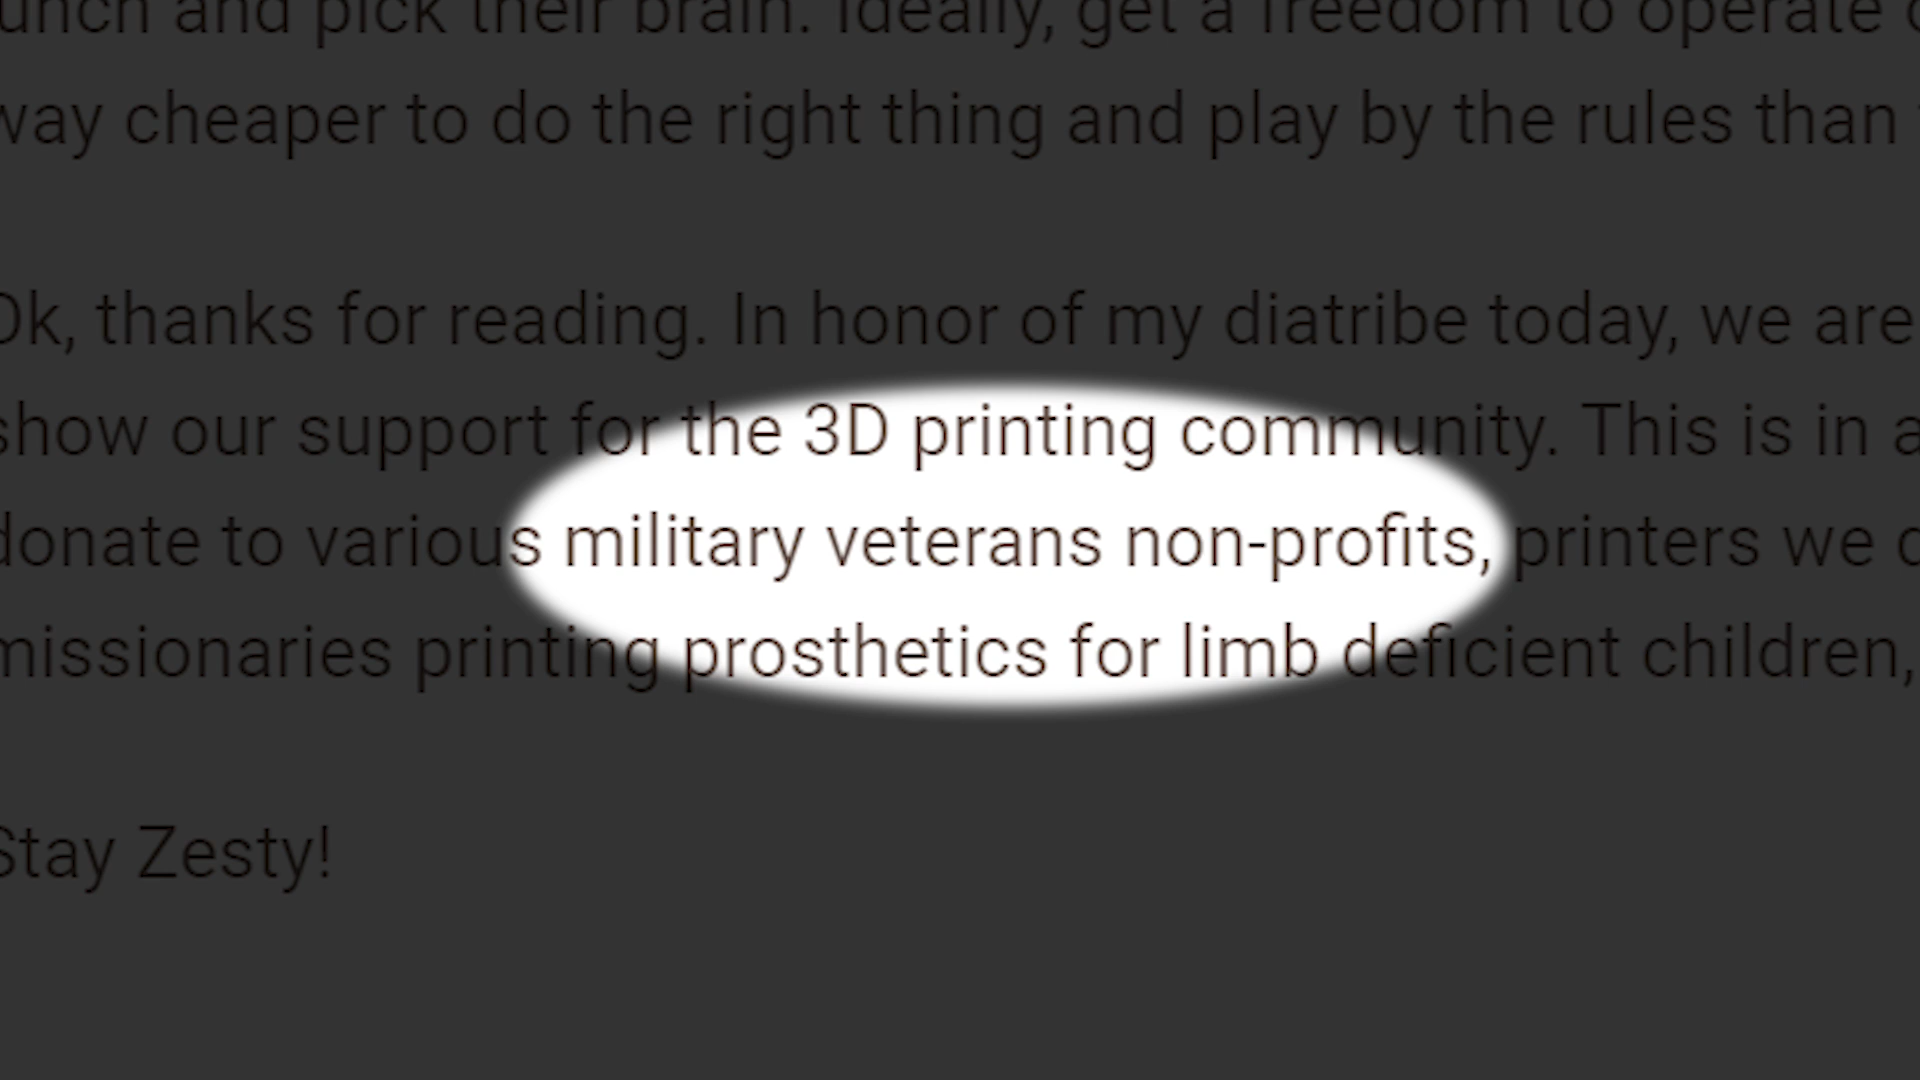 and pick their brain. Ideally, get a freedom to operate
way cheaper to do the right thing and play by the rules than
Ok, thanks for reading. In honor of my diatribe today, we are
show our support for the 3D printing community. This is in
donate to various military veterans non-profits, printers we
missionaries printing prosthetics for limb deficient children,
Stay Zesty!